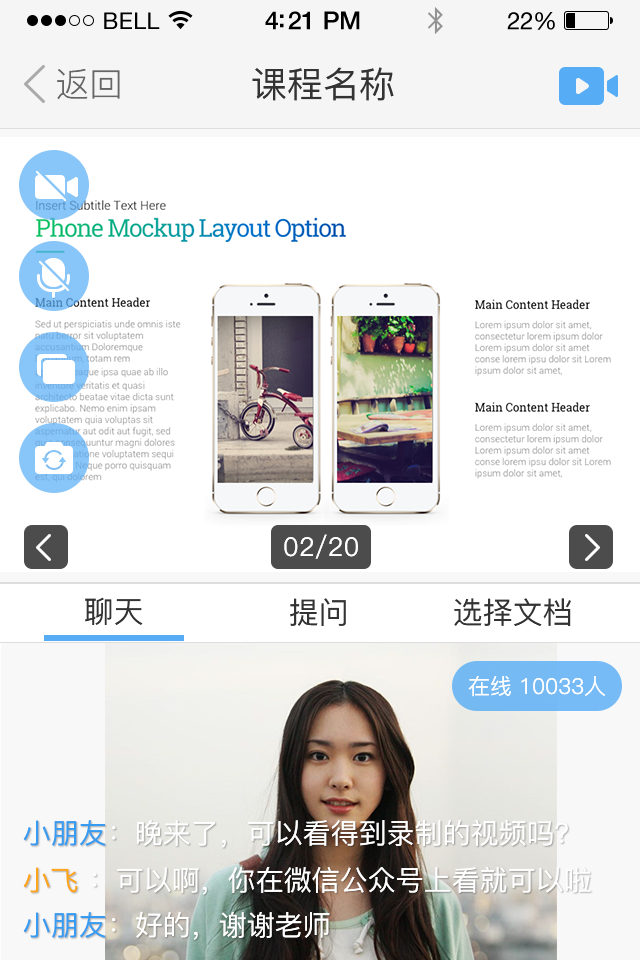 BELL 4:21 PM 22%
返回 课程名称
Insert Subtitle Text Here
Phone Mockup Layout Option
Main Content Header
Sed ut perspiciatis unde omnis iste
natu error sit voluptatem
accusantium Doloremque
totam rem
eaque ipsa quae ab illo
inventore veritatis et quasi
architecto beatae vitae dicta sunt
explicabo. Nemo enim ipsam
voluptatem quia voluptas sit
aspernatur aut odit aut fugit, sed
consequuntur magni dolores
ratione voluptatem sequi
Neque porro quisquam
est, qui dolorem
Main Content Header
Lorem ipsum dolor sit amet,
consectetur lorem ipsum dolor
Lorem ipsum dolor sit amet,
conse lorem ipsu dolor sit Lorem
ipsum dolor sit amet,
Main Content Header
Lorem ipsum dolor sit amet,
consectetur lorem ipsum dolor
Lorem ipsum dolor sit amet,
conse lorem ipsu dolor sit Lorem
ipsum dolor sit amet,
02/20
聊天 提问 选择文档
在线 10033人
小朋友：晚来了，可以看得到录制的视频吗？
小飞：可以啊，你在微信公众号上看就可以啦
小朋友：好的，谢谢老师